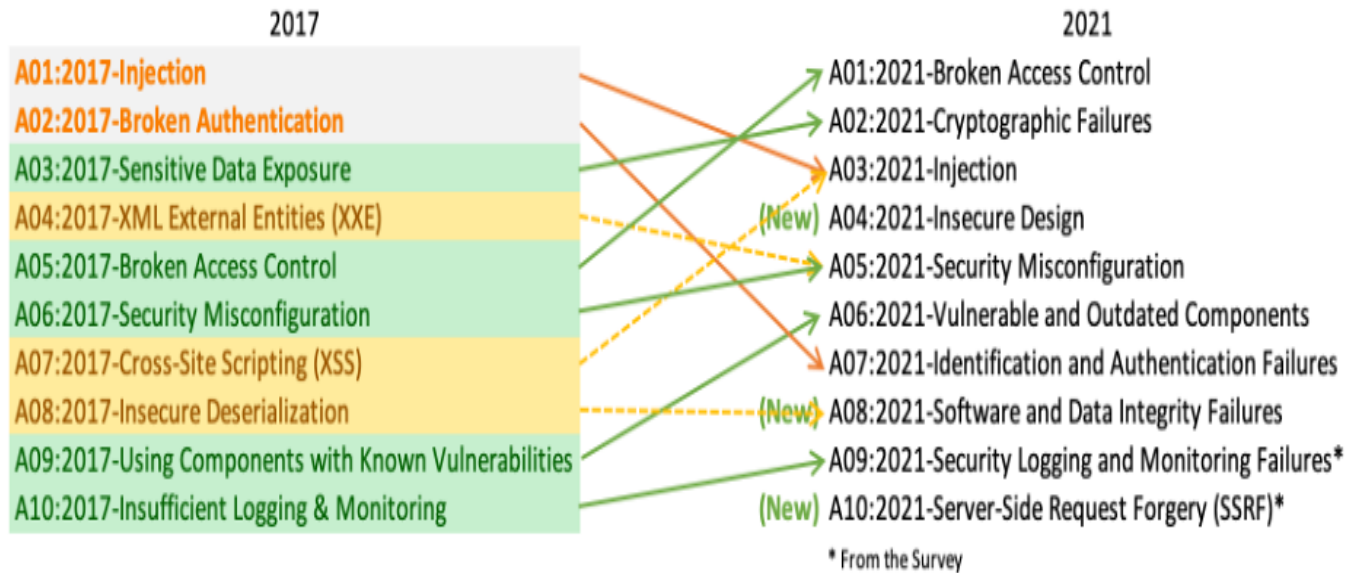 2017
2021
A01:2017-Injection
A02:2017-Broken Authentication
A03:2017-Sensitive Data Exposure
A04:2017-XML External Entities (XXE)
A05:2017-Broken Access Control
A06:2017-Security Misconfiguration
A07:2017-Cross-Site Scripting (XSS)
A08:2017-Insecure Deserialization
A09:2017-Using Components with Known Vulnerabilities
A10:2017-Insufficient Logging & Monitoring
A01:2021-Broken Access Control
A02:2021-Cryptographic Failures
A03:2021-Injection
(New) A04:2021-Insecure Design
A05:2021-Security Misconfiguration
A06:2021-Vulnerable and Outdated Components
A07:2021-Identification and Authentication Failures
(New) A08:2021-Software and Data Integrity Failures
A09:2021-Security Logging and Monitoring Failures*
(New) A10:2021-Server-Side Request Forgery (SSRF)*
* From the Survey